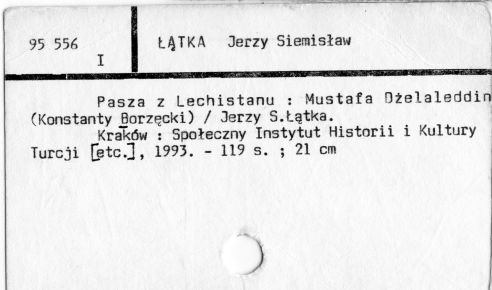 95 556
I
ŁĄTKA Jerzy Siemisław
Pasza z Lechistanu : Mustafa Dżelaleddin
(Konstanty Borzęcki) / Jerzy S.Łątka.
Kraków : Społeczny Instytut Historii i Kultury
Turcji [etc.], 1993. - 119 s. ; 21 cm